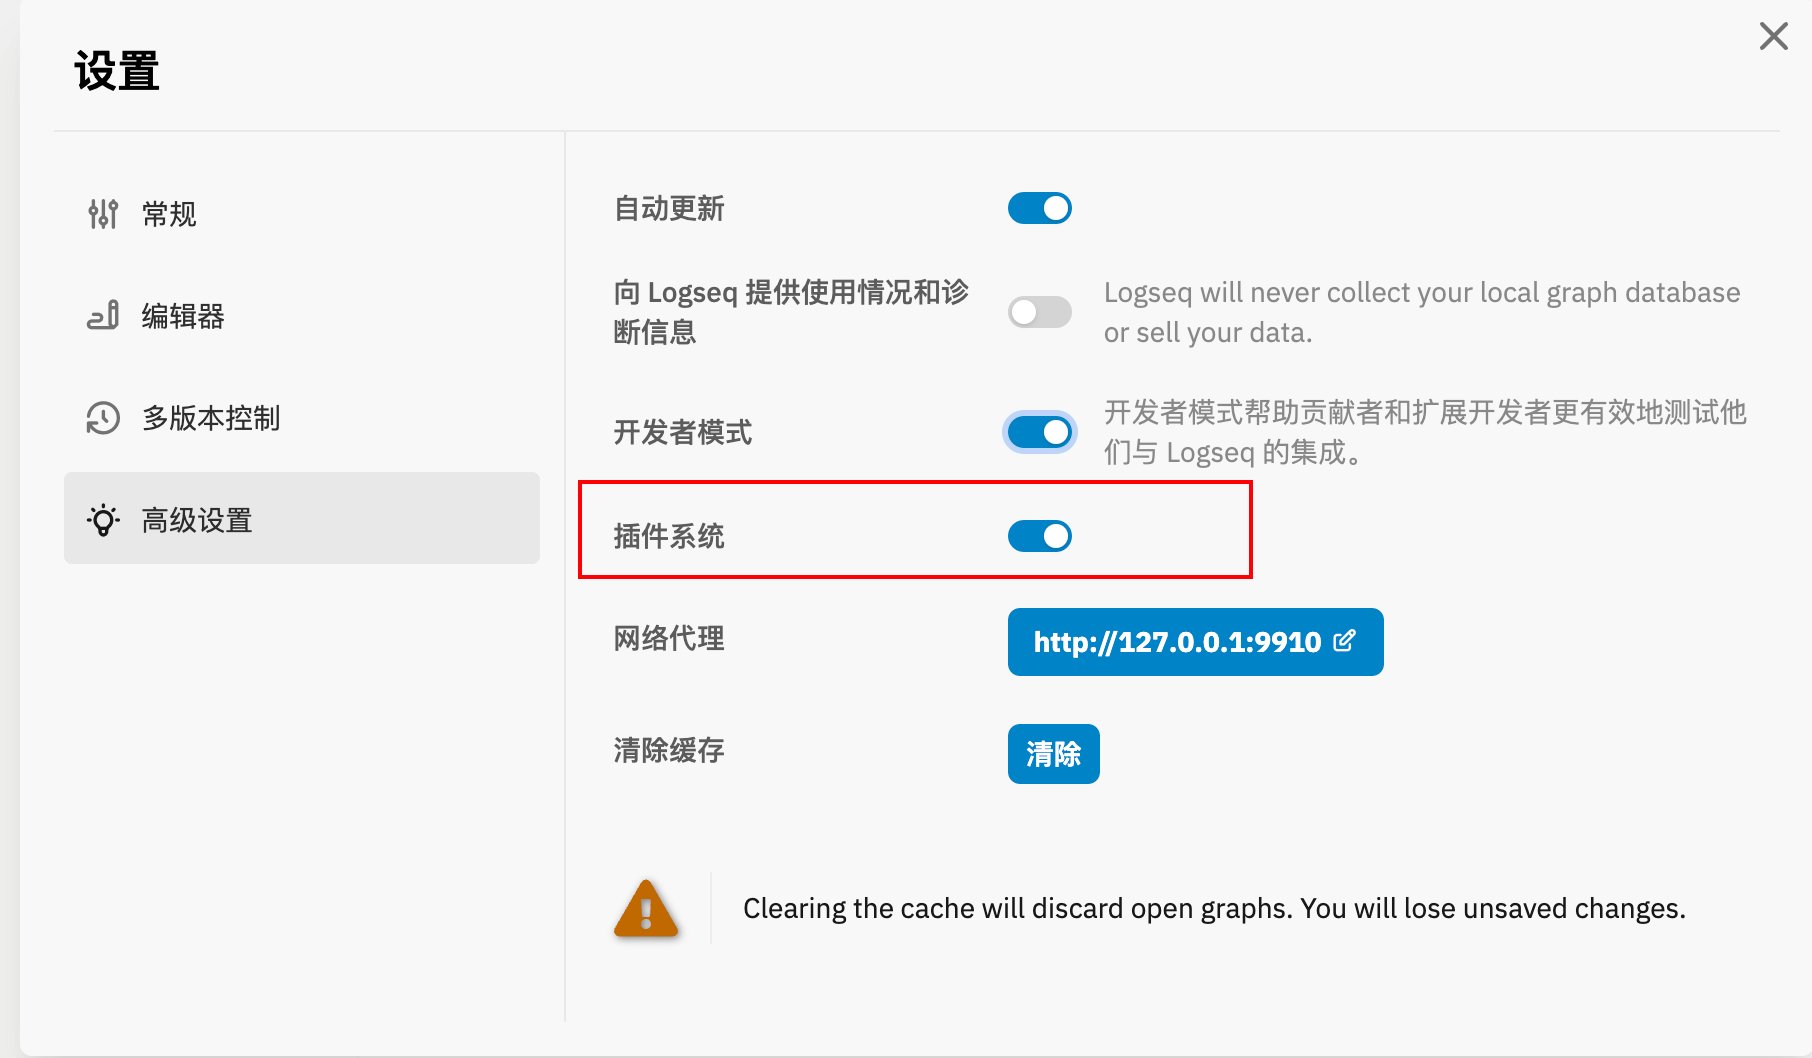 设置
常规
编辑器
多版本控制
高级设置
自动更新
向 Logseq 提供使用情况和诊
断信息
Logseq will never collect your local graph database
or sell your data.
开发者模式
开发者模式帮助贡献者和扩展开发者更有效地测试他
们与 Logseq 的集成。
插件系统
网络代理
http://127.0.0.1:9910
清除缓存
清除
Clearing the cache will discard open graphs. You will lose unsaved changes.